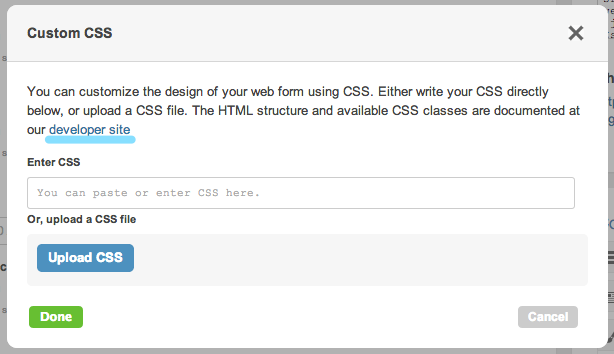 Custom CSS
You can customize the design of your web form using CSS. Either write your CSS directly
below, or upload a CSS file. The HTML structure and available CSS classes are documented at
our developer site
Enter CSS
You can paste or enter CSS here.
Or, upload a CSS file
Upload CSS
Done
Cancel